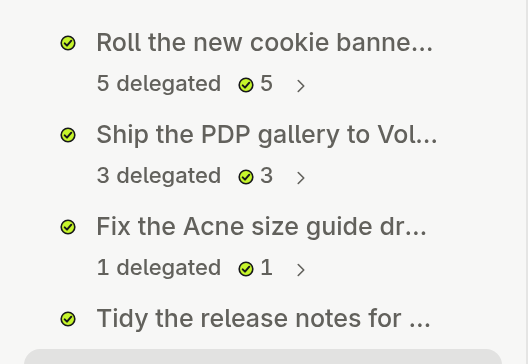 Roll the new cookie banne...
5 delegated 5
Ship the PDP gallery to Vol...
3 delegated 3
Fix the Acne size guide dr...
1 delegated 1
Tidy the release notes for ...